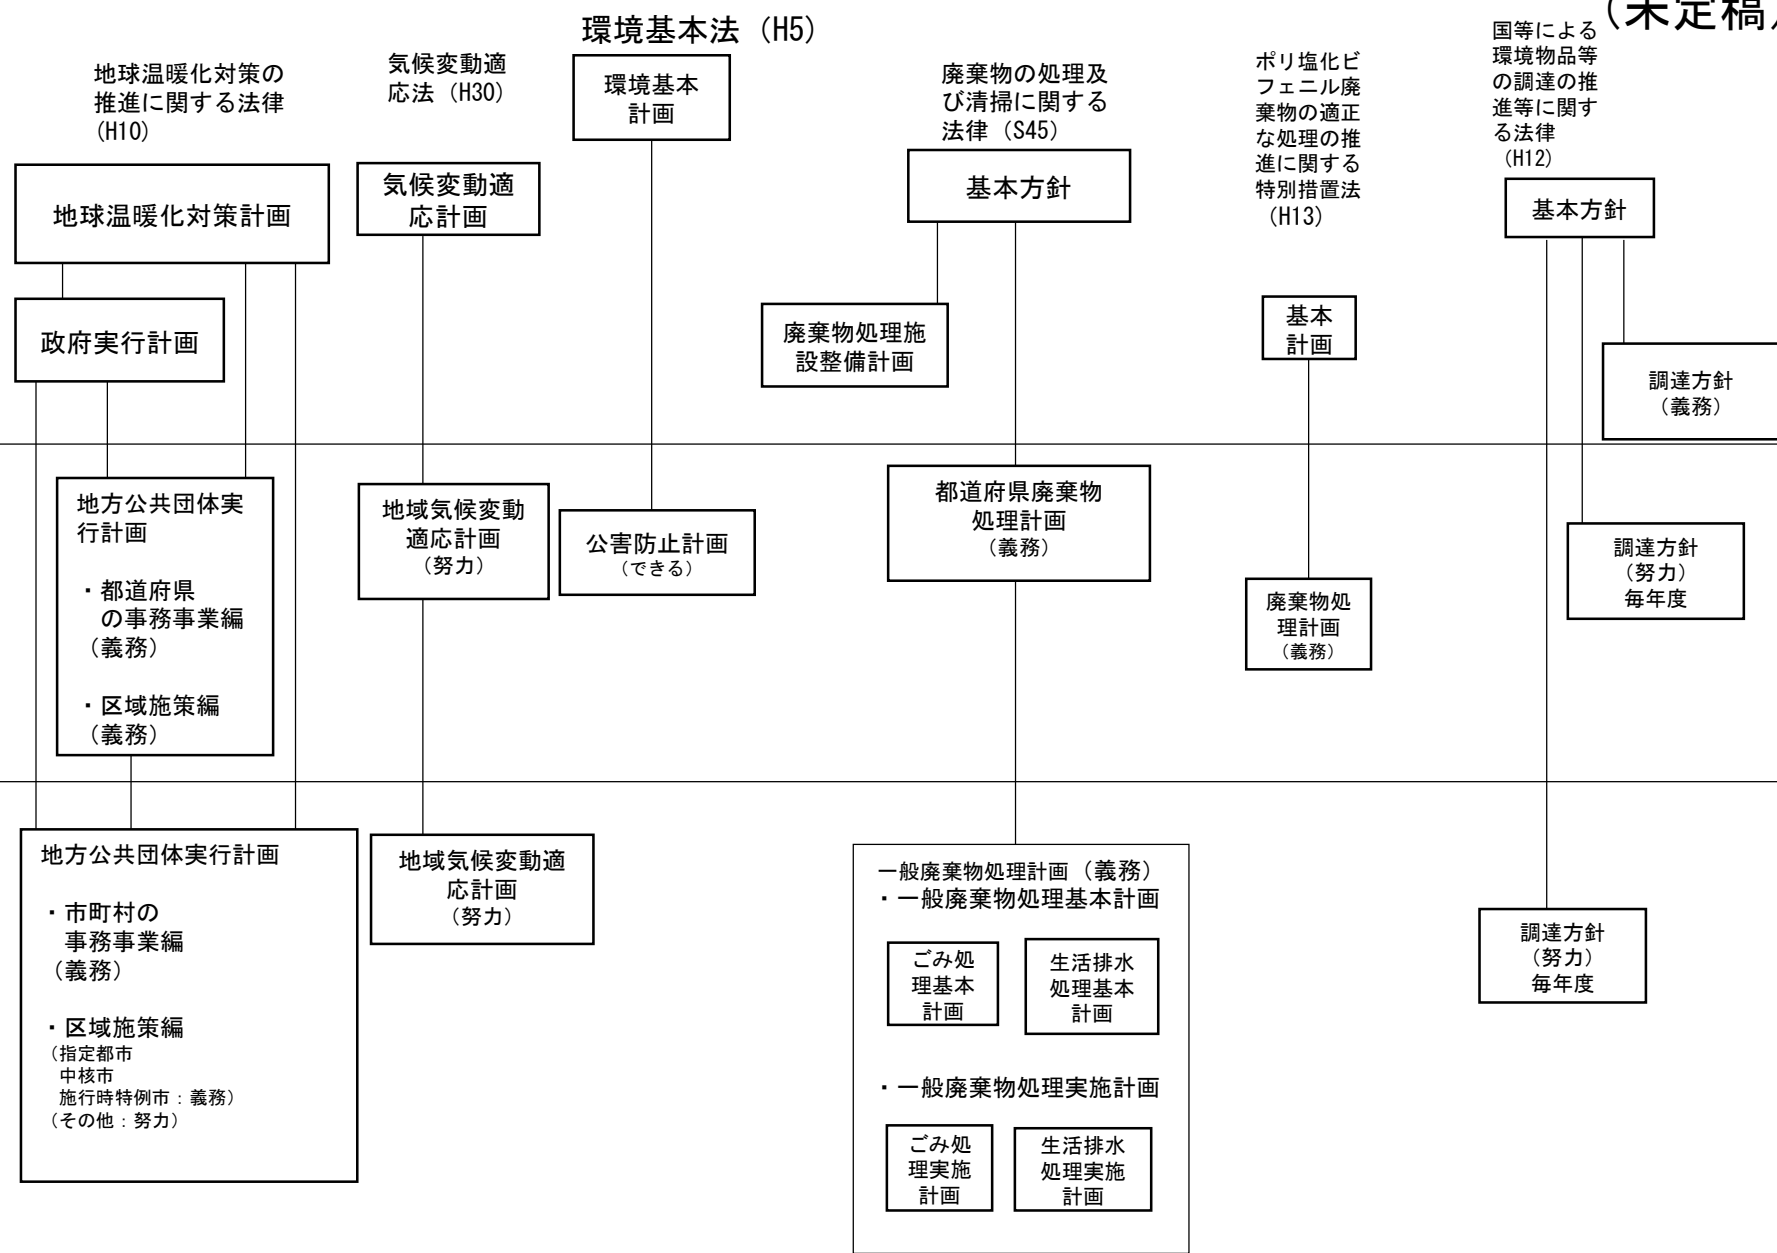 （未定稿）
環境基本法（H5）
地球温暖化対策の
推進に関する法律
（H10）
気候変動適
応法（H30）
環境基本
計画
廃棄物の処理及
び清掃に関する
法律（S45）
ポリ塩化ビ
フェニル廃
棄物の適正
な処理の推
進に関する
特別措置法
（H13）
国等による
環境物品等
の調達の推
進等に関す
る法律
（H12）
地球温暖化対策計画
気候変動適
応計画
基本方針
基本方針
政府実行計画
廃棄物処理施
設整備計画
基本
計画
調達方針
（義務）
地方公共団体実
行計画
・都道府県
の事務事業編
（義務）
・区域施策編
（義務）
地域気候変動
適応計画
（努力）
公害防止計画
（できる）
都道府県廃棄物
処理計画
（義務）
廃棄物処
理計画
（義務）
調達方針
（努力）
毎年度
地方公共団体実行計画
・市町村の
事務事業編
（義務）
・区域施策編
（指定都市
中核市
施行時特例市：義務）
（その他：努力）
地域気候変動適
応計画
（努力）
一般廃棄物処理計画（義務）
・一般廃棄物処理基本計画
ごみ処
理基本
計画
生活排水
処理基本
計画
・一般廃棄物処理実施計画
ごみ処
理実施
計画
生活排水
処理実施
計画
調達方針
（努力）
毎年度